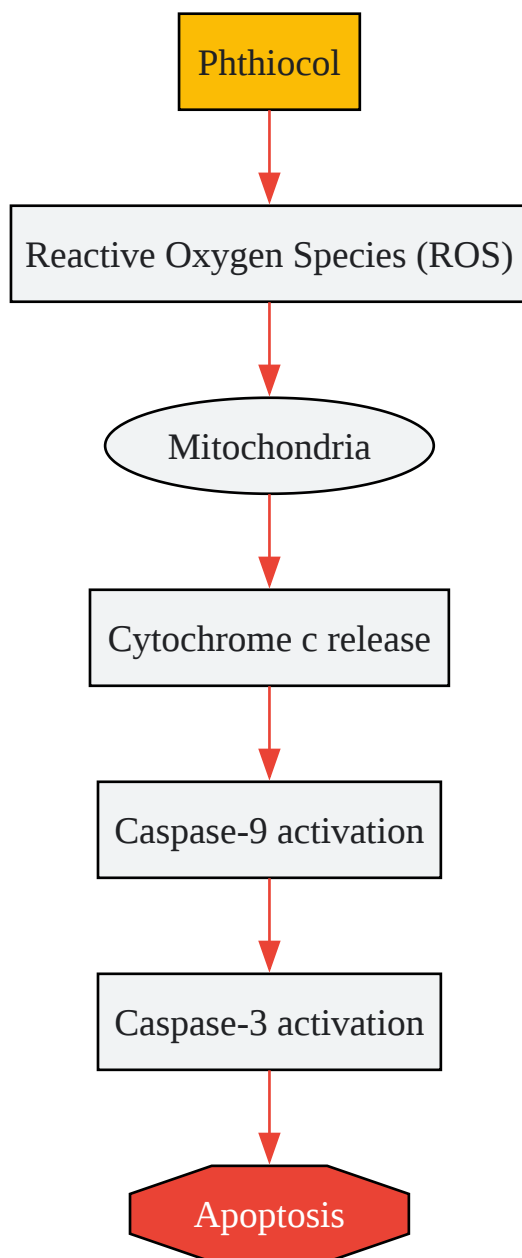 Phthiocol
Reactive Oxygen Species (ROS)
Mitochondria
Cytochrome c release
Caspase-9 activation
Caspase-3 activation
Apoptosis